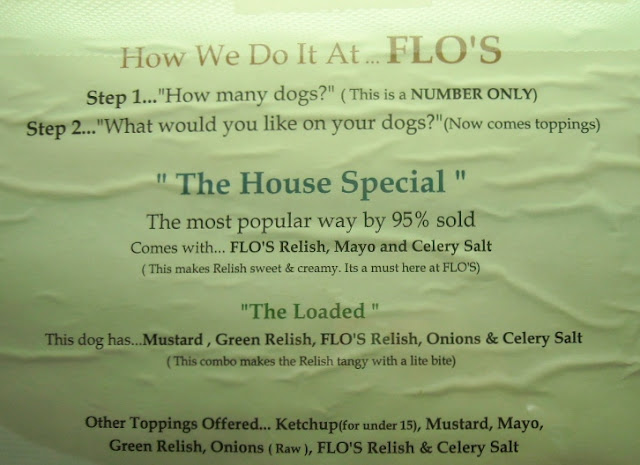 How We Do It At ... FLO'S
Step 1..."How many dogs?" ( This is a NUMBER ONLY)
Step 2..."What would you like on your dogs?"(Now comes toppings)
" The House Special "
The most popular way by 95% sold
Comes with... FLO'S Relish, Mayo and Celery Salt
( This makes Relish sweet & creamy. Its a must here at FLO'S)
"The Loaded "
This dog has...Mustard , Green Relish, FLO'S Relish, Onions & Celery Salt
( This combo makes the Relish tangy with a lite bite)
Other Toppings Offered... Ketchup(for under 15), Mustard, Mayo,
Green Relish, Onions ( Raw ), FLO'S Relish & Celery Salt